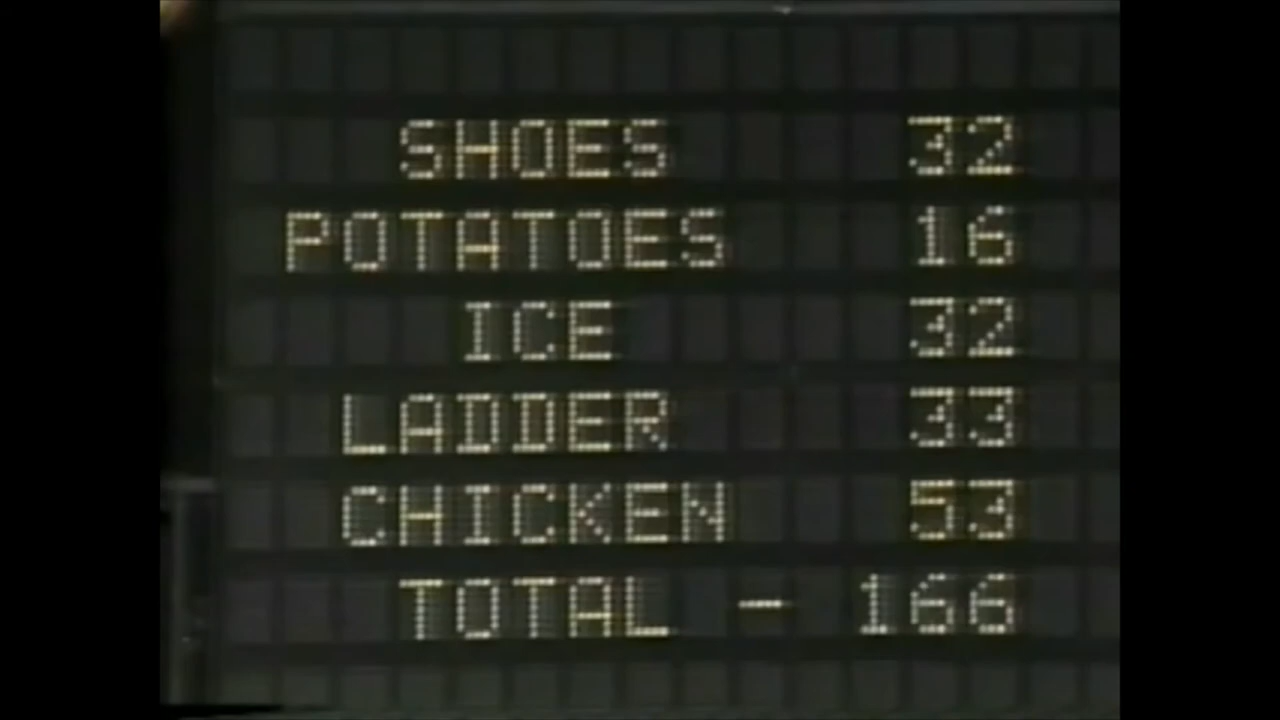 SHOES 32
POTATOES 16
ICE 32
LADDER 33
CHICKEN 53
TOTAL - 166